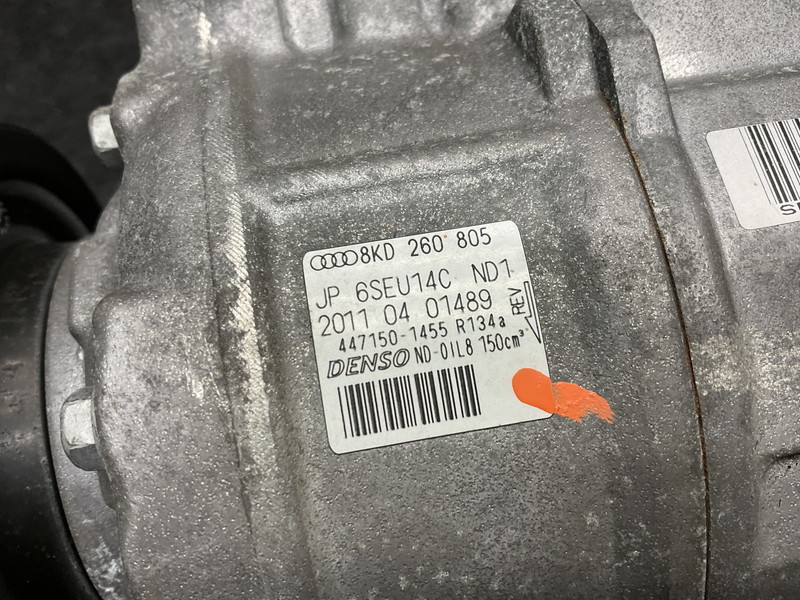 8KD 260 805
JP 6SEU14C ND1
2011 04 01489
REV
447150-1455 R134a
DENSO ND-OIL8 150cm³